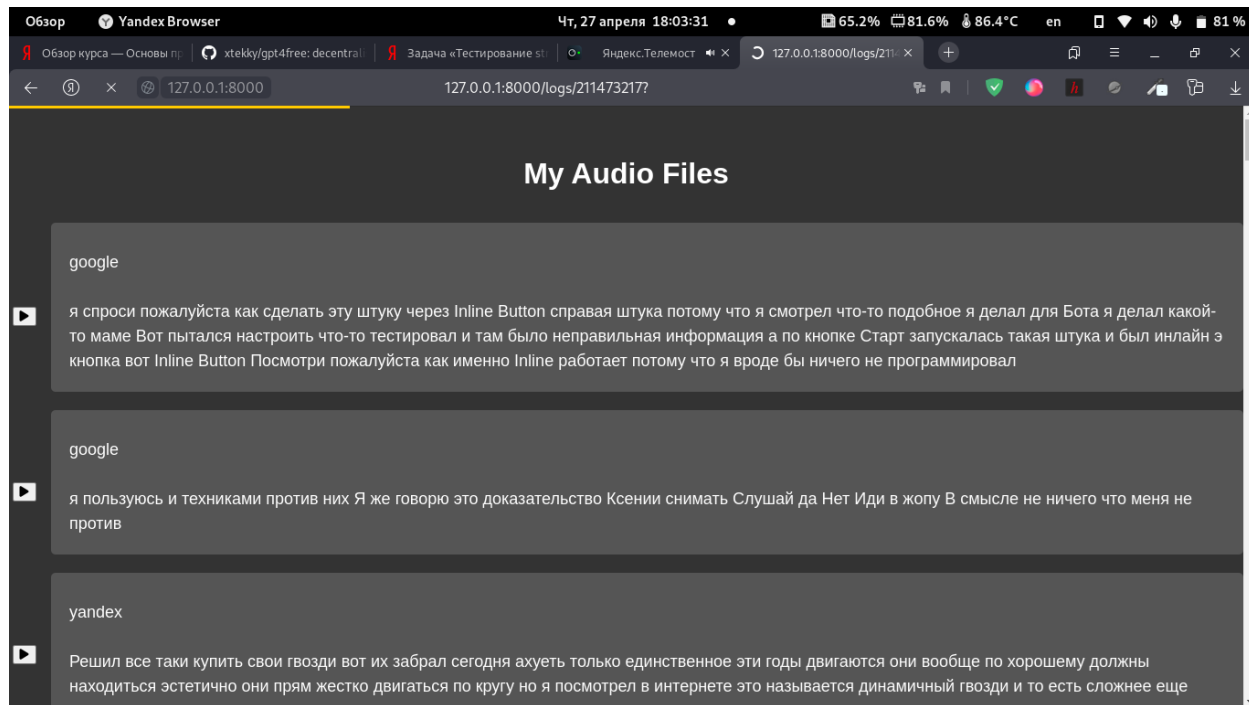 Обзор Yandex Browser Чт, 27 апреля 18:03:31 65.2% 81.6% 86.4°C en 81 %
Я Обзор курса — Основы пр xtekky/gpt4free: decentrali Я Задача «Тестирование st Яндекс.Телемост 127.0.0.1:8000/logs/2114
Я 127.0.0.1:8000 127.0.0.1:8000/logs/211473217? h
My Audio Files
google
я спроси пожалуйста как сделать эту штуку через Inline Button справая штука потому что я смотрел что-то подобное я делал для Бота я делал какой-
то маме Вот пытался настроить что-то тестировал и там было неправильная информация а по кнопке Старт запускалась такая штука и был инлайн э
кнопка вот Inline Button Посмотри пожалуйста как именно Inline работает потому что я вроде бы ничего не программировал
google
я пользуюсь и техниками против них Я же говорю это доказательство Ксении снимать Слушай да Нет Иди в жопу В смысле не ничего что меня не
против
yandex
Решил все таки купить свои гвозди вот их забрал сегодня ахуеть только единственное эти годы двигаются они вообще по хорошему должны
находиться эстетично они прям жестко двигаться по кругу но я посмотрел в интернете это называется динамичный гвозди и то есть сложнее еще